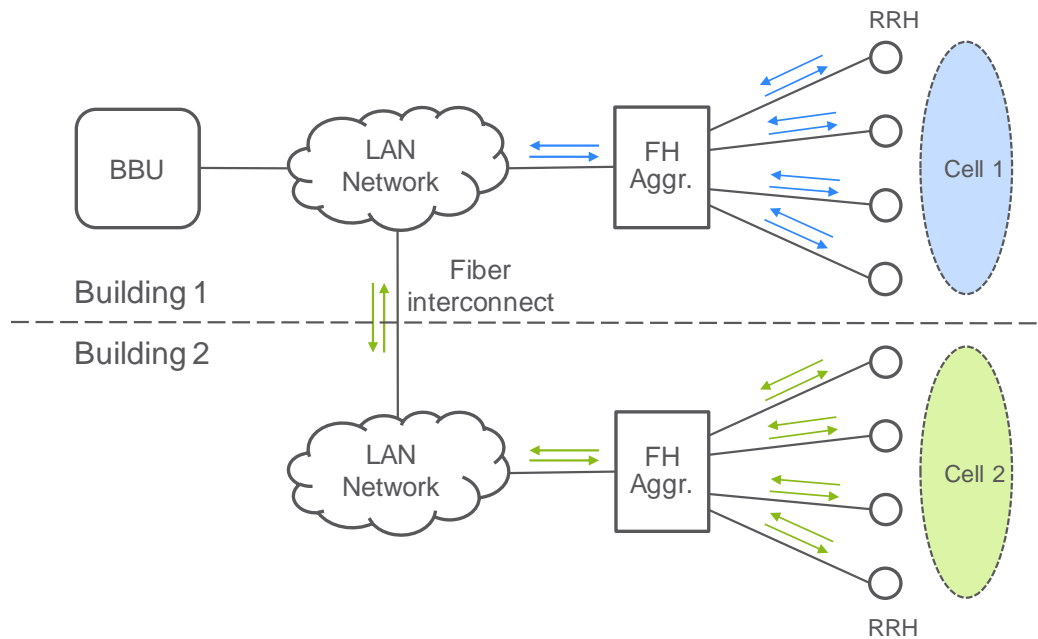 RRH
BBU
LAN
Network
FH
Aggr.
Cell 1
Fiber
interconnect
Building 1
Building 2
LAN
Network
FH
Aggr.
Cell 2
RRH